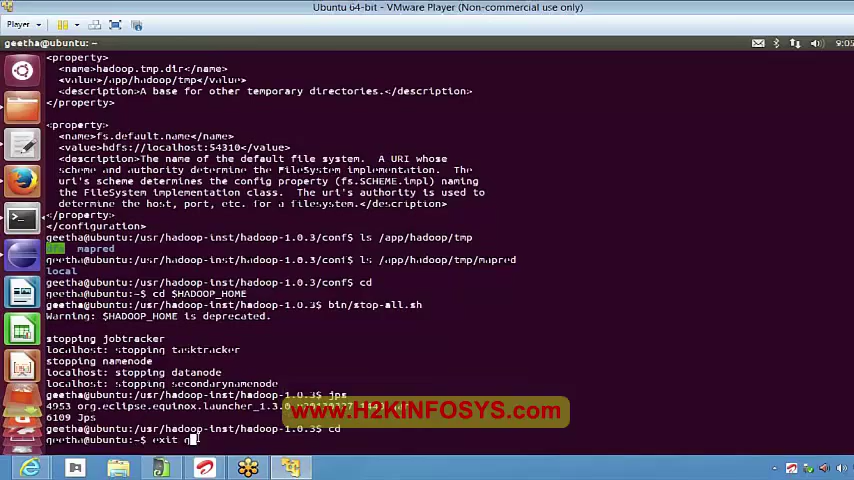 Ubuntu 64-bit - VMware Player (Non-commercial use only)
Player
geetha@ubuntu: ~
9:05
<property>
<name>hadoop.tmp.dir</name>
<value>/app/hadoop/tmp</value>
<description>A base for other temporary directories.</description>
</property>
<property>
<name>fs.default.name</name>
<value>hdfs://localhost:54310</value>
<description>The name of the default file system. A URI whose
scheme and authority determine the FileSystem implementation. The
uri's scheme determines the config property (fs.SCHEME.impl) naming
the FileSystem implementation class. The uri's authority is used to
determine the host, port, etc. for a filesystem.</description>
</property>
</configuration>
geetha@ubuntu:/usr/hadoop-inst/hadoop-1.0.3/conf$ ls /app/hadoop/tmp
mapred
geetha@ubuntu:/usr/hadoop-inst/hadoop-1.0.3/conf$ ls /app/hadoop/tmp/mapred
local
geetha@ubuntu:/usr/hadoop-inst/hadoop-1.0.3/conf$ cd
geetha@ubuntu:~$ cd $HADOOP_HOME
geetha@ubuntu:/usr/hadoop-inst/hadoop-1.0.3$ bin/stop-all.sh
Warning: $HADOOP_HOME is deprecated.
stopping jobtracker
localhost: stopping tasktracker
stopping namenode
localhost: stopping datanode
localhost: stopping secondarynamenode
geetha@ubuntu:/usr/hadoop-inst/hadoop-1.0.3$ jps
4953 org.eclipse.equinox.launcher_1.3.0
www.H2KINFOSYS.com
6109 Jps
geetha@ubuntu:/usr/hadoop-inst/hadoop-1.0.3$ cd
geetha@ubuntu:~$ exit